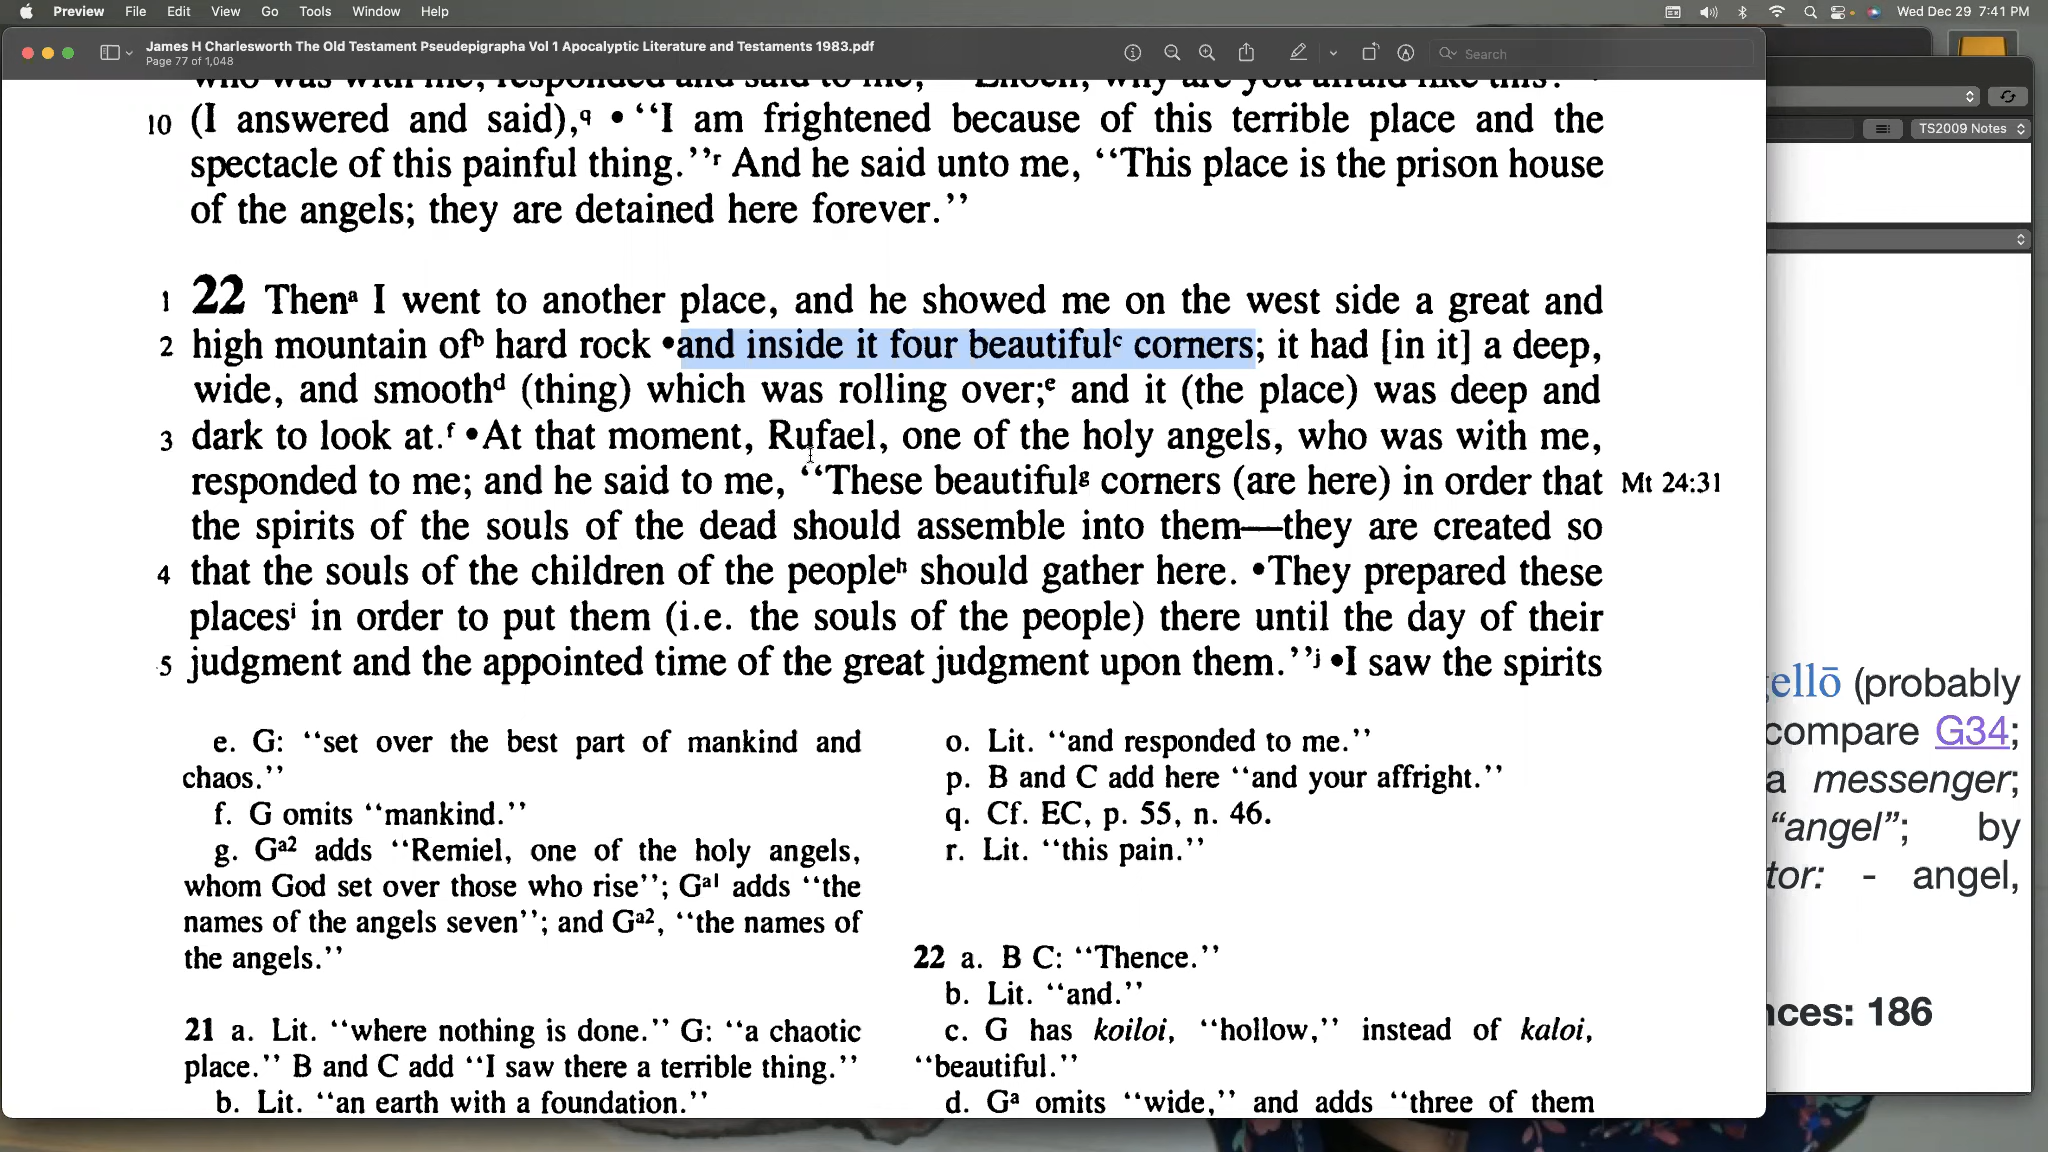 Preview File Edit View Go Tools Window Help
Wed Dec 29 7:41 PM
James H Charlesworth The Old Testament Pseudepigrapha Vol 1 Apocalyptic Literature and Testaments 1983.pdf
Page 77 of 1,048
Search
TS2009 Notes
who was with me, responded and said to me, "Enoch, why are you afraid like this?"
10 (I answered and said),q • ‘‘I am frightened because of this terrible place and the
spectacle of this painful thing.’’r And he said unto me, ‘‘This place is the prison house
of the angels; they are detained here forever.’’
1 22 Thena I went to another place, and he showed me on the west side a great and
2 high mountain ofb hard rock •and inside it four beautifulc corners; it had [in it] a deep,
wide, and smoothd (thing) which was rolling over;e and it (the place) was deep and
3 dark to look at.f •At that moment, Rufael, one of the holy angels, who was with me,
responded to me; and he said to me, ‘‘These beautifulg corners (are here) in order that Mt 24:31
the spirits of the souls of the dead should assemble into them—they are created so
4 that the souls of the children of the peopleh should gather here. •They prepared these
placesi in order to put them (i.e. the souls of the people) there until the day of their
5 judgment and the appointed time of the great judgment upon them.’’j •I saw the spirits
e. G: ‘‘set over the best part of mankind and
chaos.’’
f. G omits ‘‘mankind.’’
g. Ga2 adds ‘‘Remiel, one of the holy angels,
whom God set over those who rise’’; Ga1 adds ‘‘the
names of the angels seven’’; and Ga2, ‘‘the names of
the angels.’’
21 a. Lit. ‘‘where nothing is done.’’ G: ‘‘a chaotic
place.’’ B and C add ‘‘I saw there a terrible thing.’’
b. Lit. ‘‘an earth with a foundation.’’
o. Lit. ‘‘and responded to me.’’
p. B and C add here ‘‘and your affright.’’
q. Cf. EC, p. 55, n. 46.
r. Lit. ‘‘this pain.’’
22 a. B C: ‘‘Thence.’’
b. Lit. ‘‘and.’’
c. G has koiloi, ‘‘hollow,’’ instead of kaloi,
‘‘beautiful.’’
d. Ga omits ‘‘wide,’’ and adds ‘‘three of them
ellō (probably
compare G34;
a messenger;
“angel”; by
tor: - angel,
nces: 186